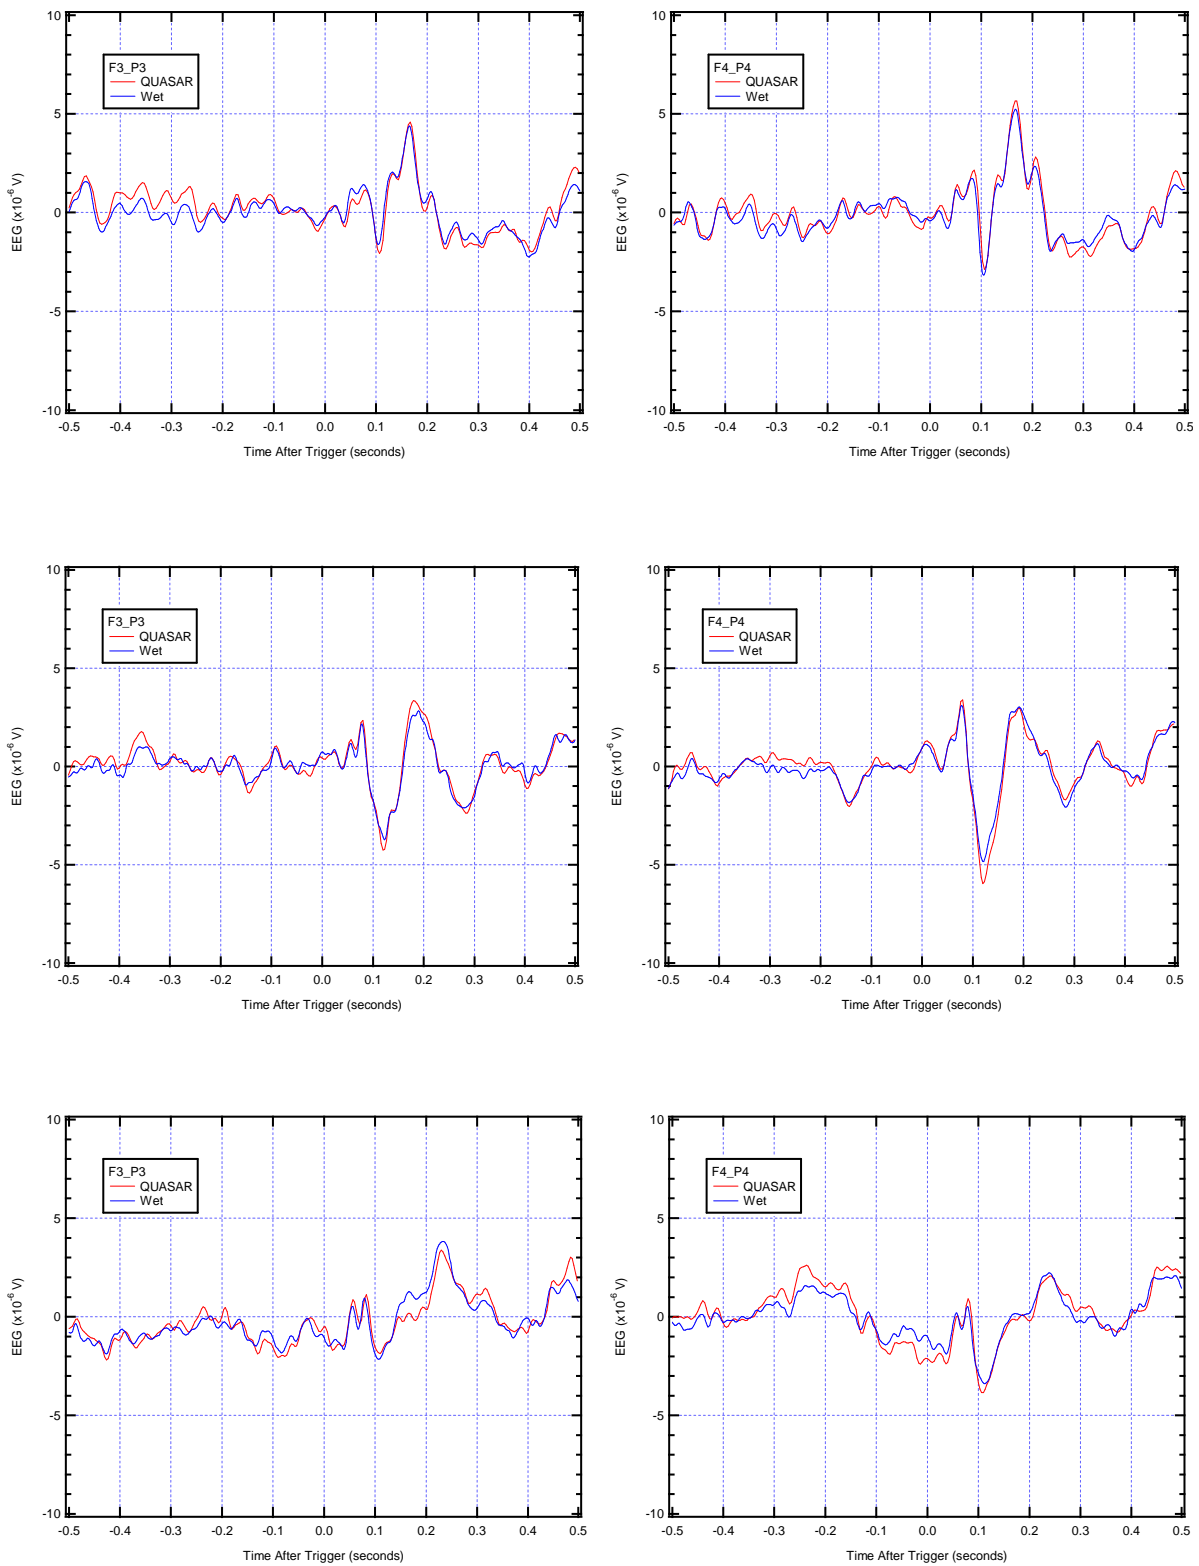 10
5
0
-5
-10
EEG (x10⁻⁶ V)
F3_P3
QUASAR
Wet
-0.5 -0.4 -0.3 -0.2 -0.1 0.0 0.1 0.2 0.3 0.4 0.5
Time After Trigger (seconds)
10
5
0
-5
-10
EEG (x10⁻⁶ V)
F4_P4
QUASAR
Wet
-0.5 -0.4 -0.3 -0.2 -0.1 0.0 0.1 0.2 0.3 0.4 0.5
Time After Trigger (seconds)
10
5
0
-5
-10
EEG (x10⁻⁶ V)
F3_P3
QUASAR
Wet
-0.5 -0.4 -0.3 -0.2 -0.1 0.0 0.1 0.2 0.3 0.4 0.5
Time After Trigger (seconds)
10
5
0
-5
-10
EEG (x10⁻⁶ V)
F4_P4
QUASAR
Wet
-0.5 -0.4 -0.3 -0.2 -0.1 0.0 0.1 0.2 0.3 0.4 0.5
Time After Trigger (seconds)
10
5
0
-5
-10
EEG (x10⁻⁶ V)
F3_P3
QUASAR
Wet
-0.5 -0.4 -0.3 -0.2 -0.1 0.0 0.1 0.2 0.3 0.4 0.5
Time After Trigger (seconds)
10
5
0
-5
-10
EEG (x10⁻⁶ V)
F4_P4
QUASAR
Wet
-0.5 -0.4 -0.3 -0.2 -0.1 0.0 0.1 0.2 0.3 0.4 0.5
Time After Trigger (seconds)